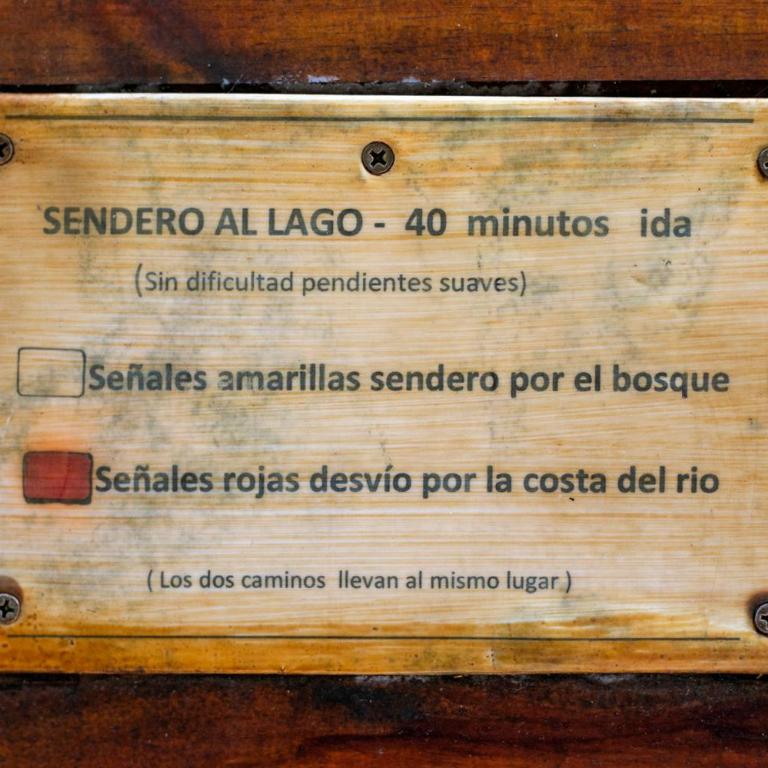 SENDERO AL LAGO - 40 minutos ida
(Sin dificultad pendientes suaves)
Señales amarillas sendero por el bosque
Señales rojas desvío por la costa del rio
( Los dos caminos llevan al mismo lugar )